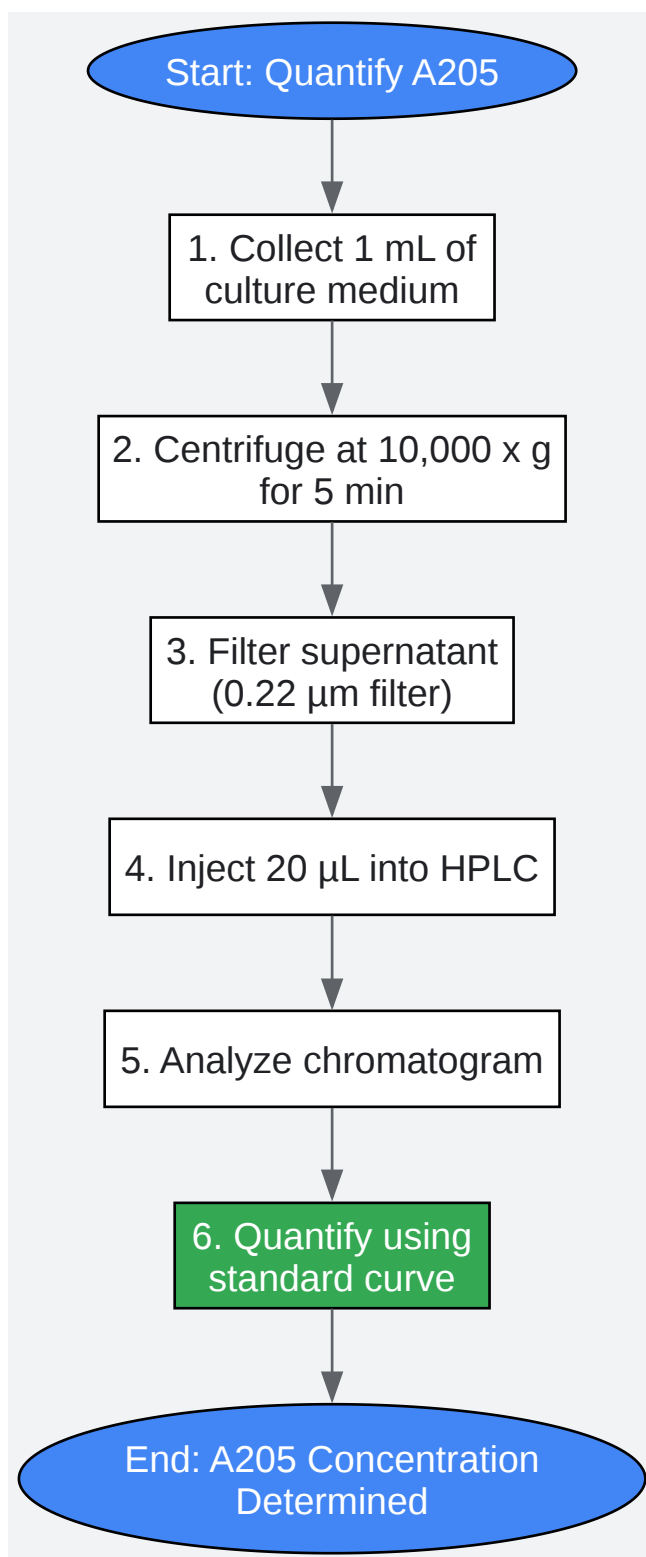 Start: Quantify A205
1. Collect 1 mL of
culture medium
2. Centrifuge at 10,000 x g
for 5 min
3. Filter supernatant
(0.22 µm filter)
4. Inject 20 µL into HPLC
5. Analyze chromatogram
6. Quantify using
standard curve
End: A205 Concentration
Determined